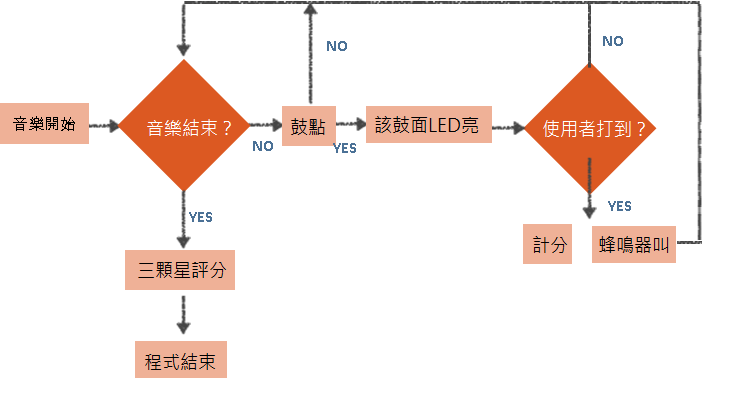 音樂開始
音樂結束？
NO
YES
鼓點
NO
YES
該鼓面LED亮
使用者打到？
NO
YES
計分
蜂鳴器叫
三顆星評分
程式結束